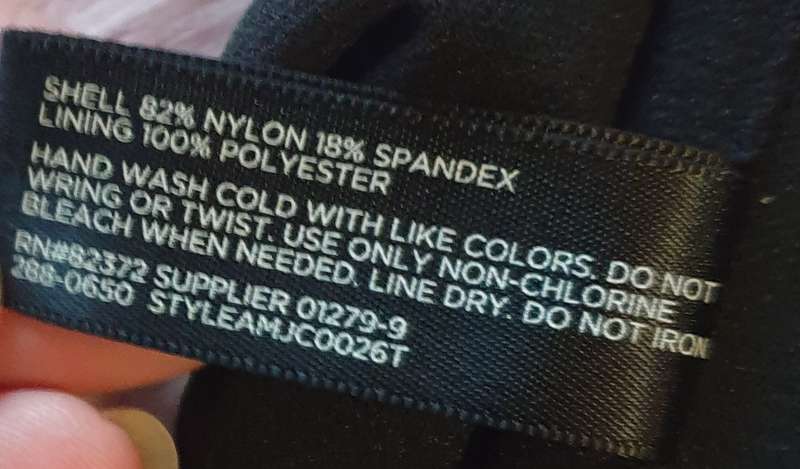 SHELL 82% NYLON 18% SPANDEX
LINING 100% POLYESTER
HAND WASH COLD WITH LIKE COLORS. DO NOT
WRING OR TWIST. USE ONLY NON-CHLORINE
BLEACH WHEN NEEDED. LINE DRY. DO NOT IRON
RN#82372 SUPPLIER 01279-9
288-0650 STYLEAMJC0026T